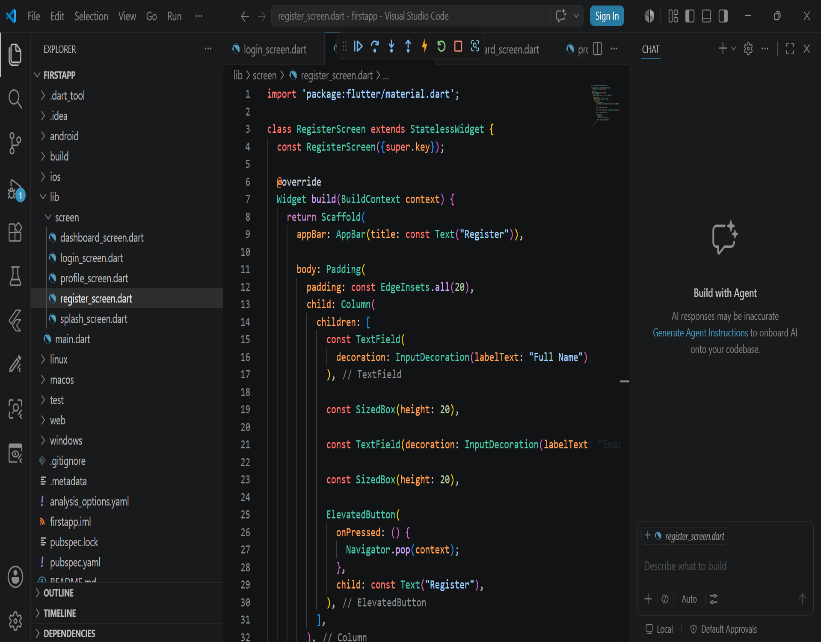 File Edit Selection View Go Run ···
register_screen.dart - firstapp - Visual Studio Code
Sign In
EXPLORER
FIRSTAPP
.dart_tool
.idea
android
build
ios
lib
screen
dashboard_screen.dart
login_screen.dart
profile_screen.dart
register_screen.dart
splash_screen.dart
main.dart
linux
macos
test
web
windows
.gitignore
.metadata
analysis_options.yaml
firstapp.iml
pubspec.lock
pubspec.yaml
README.md
OUTLINE
TIMELINE
DEPENDENCIES
1
login_screen.dart ard_screen.dart
lib > screen > register_screen.dart > ...
1 import 'package:flutter/material.dart';
2
3 class RegisterScreen extends StatelessWidget {
4 const RegisterScreen({super.key});
5
6 @override
7 Widget build(BuildContext context) {
8 return Scaffold(
9 appBar: AppBar(title: const Text("Register")),
10
11 body: Padding(
12 padding: const EdgeInsets.all(20),
13 child: Column(
14 children: [
15 const TextField(
16 decoration: InputDecoration(labelText: "Full Name")
17 ), // TextField
18
19 const SizedBox(height: 20),
20
21 const TextField(decoration: InputDecoration(labelText
22
23 const SizedBox(height: 20),
24
25 ElevatedButton(
26 onPressed: () {
27 Navigator.pop(context);
28 },
29 child: const Text("Register"),
30 ), // ElevatedButton
31 ],
32 ), // Column
CHAT
Build with Agent
AI responses may be inaccurate
Generate Agent Instructions to onboard AI
onto your codebase.
+ register_screen.dart
Describe what to build
Auto
Local Default Approvals